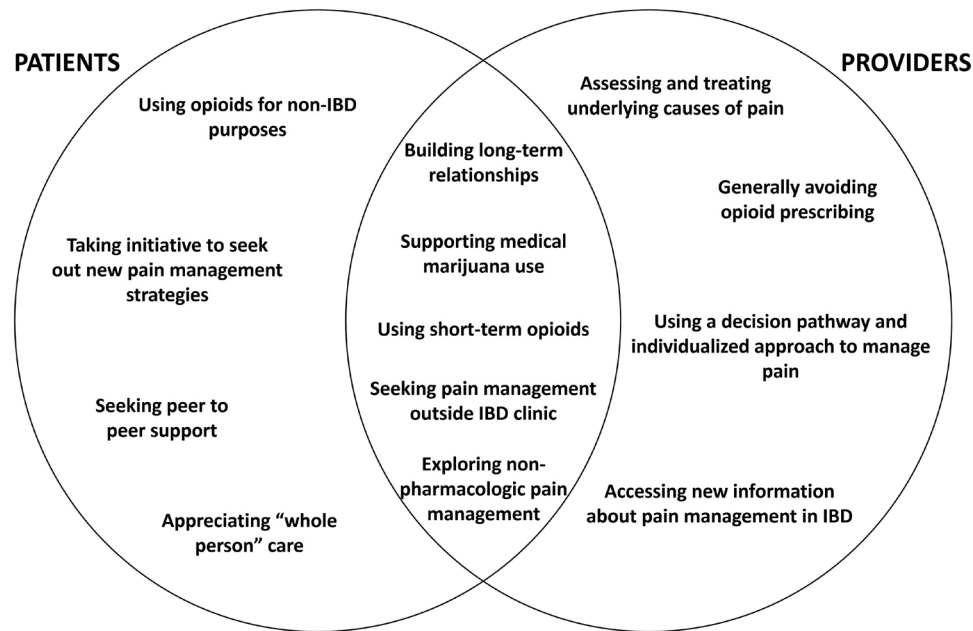 PATIENTS
Using opioids for non-IBD
purposes
Taking initiative to seek
out new pain management
strategies
Seeking peer to
peer support
Appreciating “whole
person” care
Building long-term
relationships
Supporting medical
marijuana use
Using short-term opioids
Seeking pain management
outside IBD clinic
Exploring non-
pharmacologic pain
management
PROVIDERS
Assessing and treating
underlying causes of pain
Generally avoiding
opioid prescribing
Using a decision pathway and
individualized approach to manage
pain
Accessing new information
about pain management in IBD